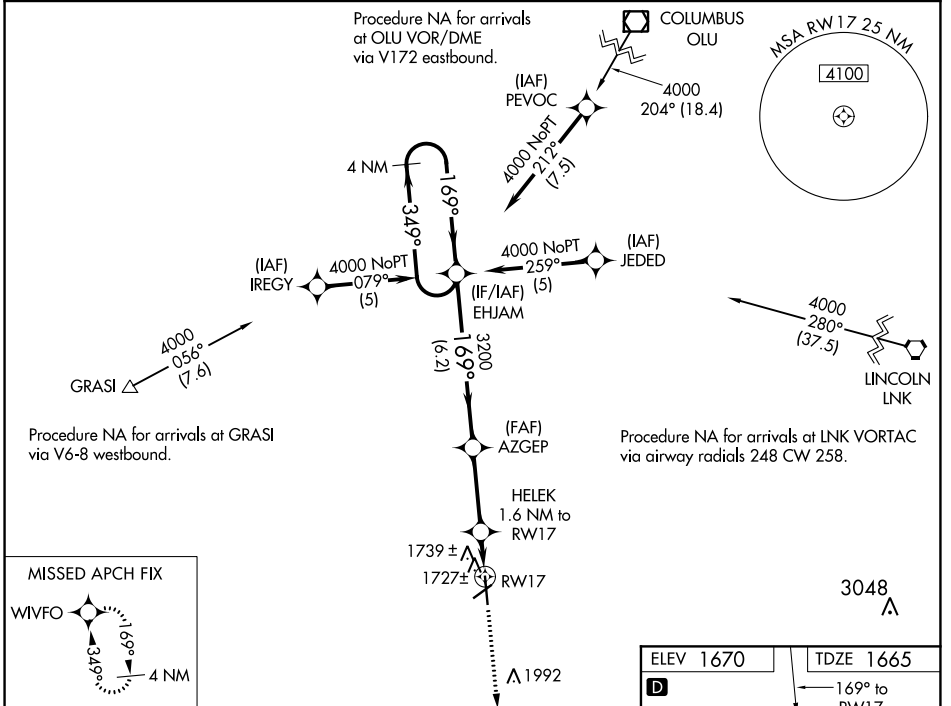 Procedure NA for arrivals
at OLU VOR/DME
via V172 eastbound.
COLUMBUS
OLU
MSA RW17 25 NM
4100
(IAF)
PEVOC
4000
204° (18.4)
4000 NoPT
212°
(7.5)
4 NM
169°
349°
(IAF)
IREGY
4000 NoPT
079°
(5)
4000 NoPT
259°
(5)
(IAF)
JEDED
(IF/IAF)
EHJAM
4000
056°
(7.6)
GRASI
3200
169°
(6.2)
4000
280°
(37.5)
LINCOLN
LNK
Procedure NA for arrivals at GRASI
via V6-8 westbound.
(FAF)
AZGEP
Procedure NA for arrivals at LNK VORTAC
via airway radials 248 CW 258.
HELEK
1.6 NM to
RW17
1739 ±
1727±
RW17
MISSED APCH FIX
WIVFO
169°
349°
4 NM
3048
1992
ELEV 1670
TDZE 1665
D
169° to
RW17